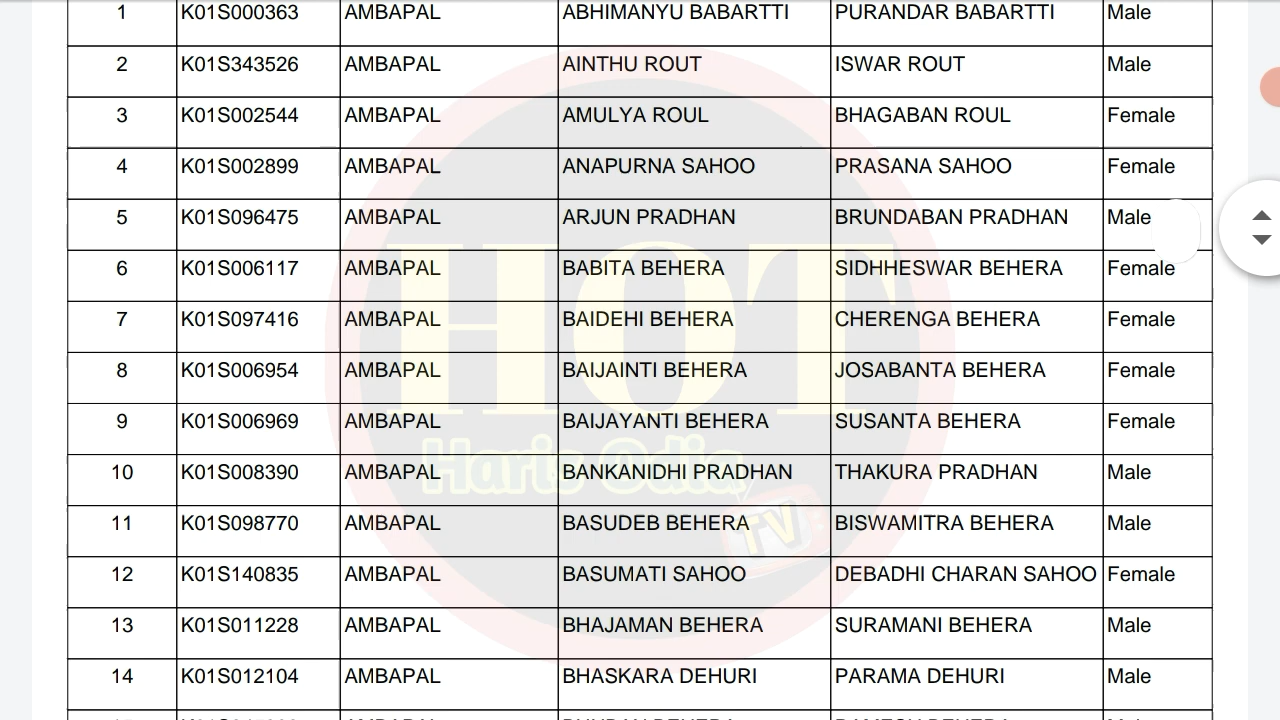 1 K01S000363 AMBAPAL ABHIMANYU BABARTTI PURANDAR BABARTTI Male
2 K01S343526 AMBAPAL AINTHU ROUT ISWAR ROUT Male
3 K01S002544 AMBAPAL AMULYA ROUL BHAGABAN ROUL Female
4 K01S002899 AMBAPAL ANAPURNA SAHOO PRASANA SAHOO Female
5 K01S096475 AMBAPAL ARJUN PRADHAN BRUNDABAN PRADHAN Male
6 K01S006117 AMBAPAL BABITA BEHERA SIDHHESWAR BEHERA Female
7 K01S097416 AMBAPAL BAIDEHI BEHERA CHERENGA BEHERA Female
8 K01S006954 AMBAPAL BAIJAINTI BEHERA JOSABANTA BEHERA Female
9 K01S006969 AMBAPAL BAIJAYANTI BEHERA SUSANTA BEHERA Female
10 K01S008390 AMBAPAL BANKANIDHI PRADHAN THAKURA PRADHAN Male
11 K01S098770 AMBAPAL BASUDEB BEHERA BISWAMITRA BEHERA Male
12 K01S140835 AMBAPAL BASUMATI SAHOO DEBADHI CHARAN SAHOO Female
13 K01S011228 AMBAPAL BHAJAMAN BEHERA SURAMANI BEHERA Male
14 K01S012104 AMBAPAL BHASKARA DEHURI PARAMA DEHURI Male
HOT
Haris Odia
TV